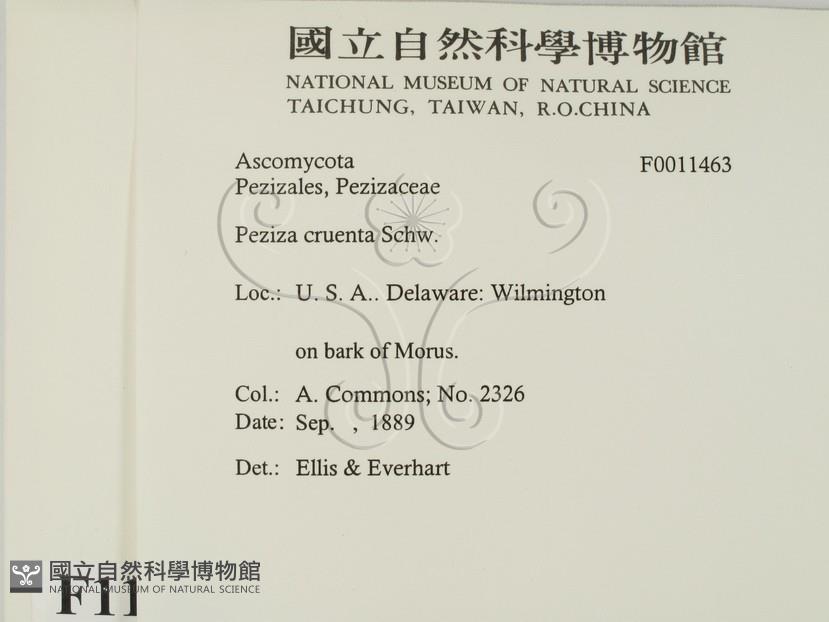 國立自然科學博物館
NATIONAL MUSEUM OF NATURAL SCIENCE
TAICHUNG, TAIWAN, R.O.CHINA
Ascomycota F0011463
Pezizales, Pezizaceae
Peziza cruenta Schw.
Loc.: U. S. A.. Delaware: Wilmington
on bark of Morus.
Col.: A. Commons; No. 2326
Date: Sep. , 1889
Det.: Ellis & Everhart
國立自然科學博物館
NATIONAL MUSEUM OF NATURAL SCIENCE
F11